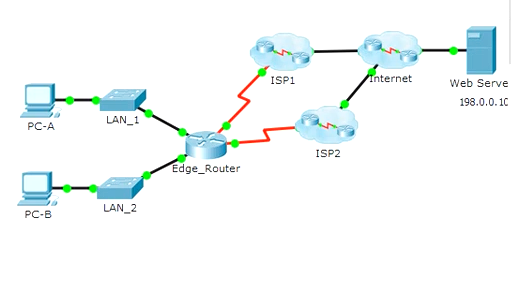 ISP1
Internet
Web Serve
198.0.0.10
PC-A
LAN_1
ISP2
Edge_Router
PC-B
LAN_2